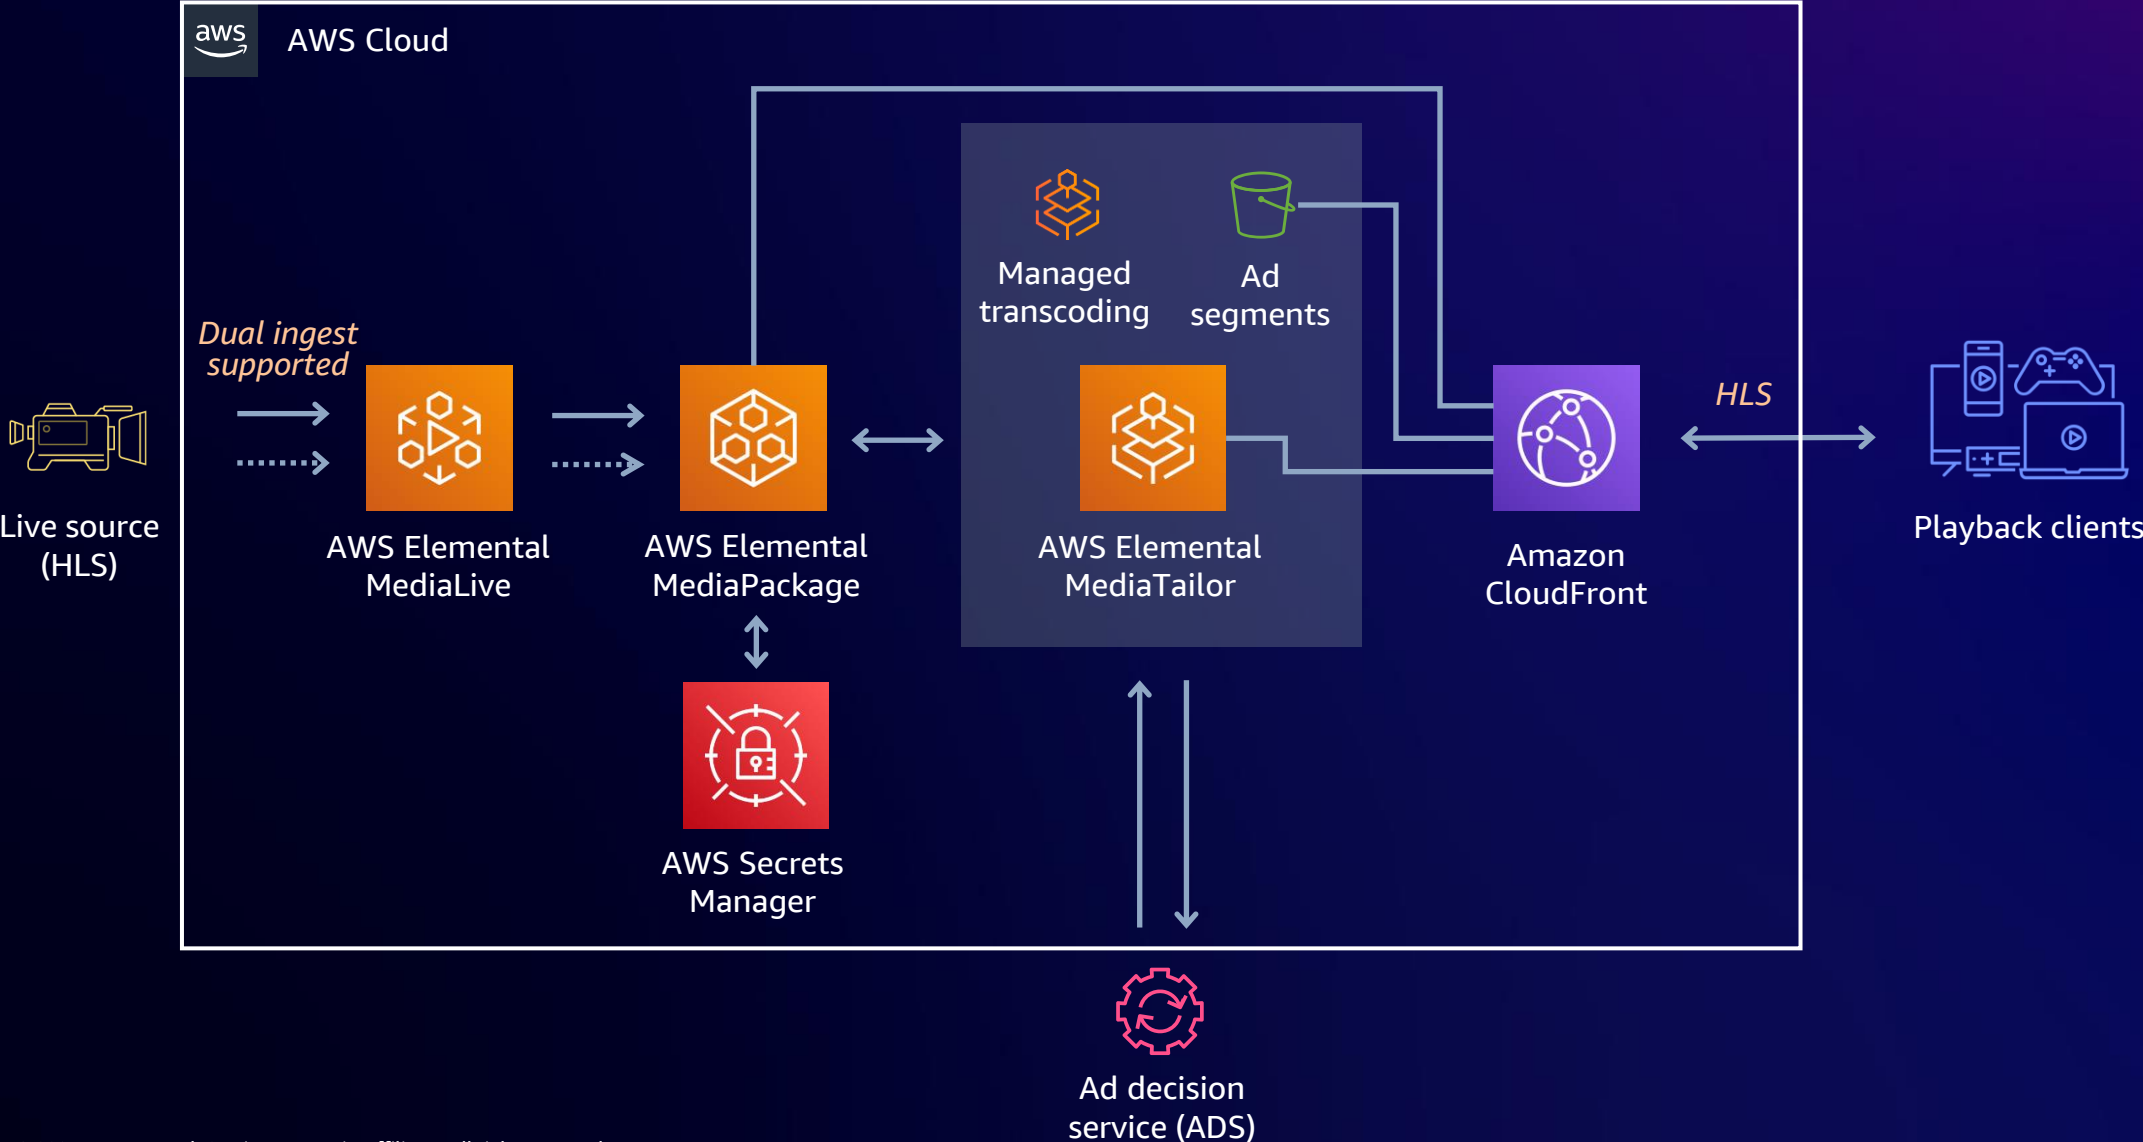 aws
AWS Cloud
Managed
transcoding
Ad
segments
Dual ingest
supported
HLS
Live source
(HLS)
AWS Elemental
MediaLive
AWS Elemental
MediaPackage
AWS Elemental
MediaTailor
Amazon
CloudFront
Playback clients
AWS Secrets
Manager
Ad decision
service (ADS)